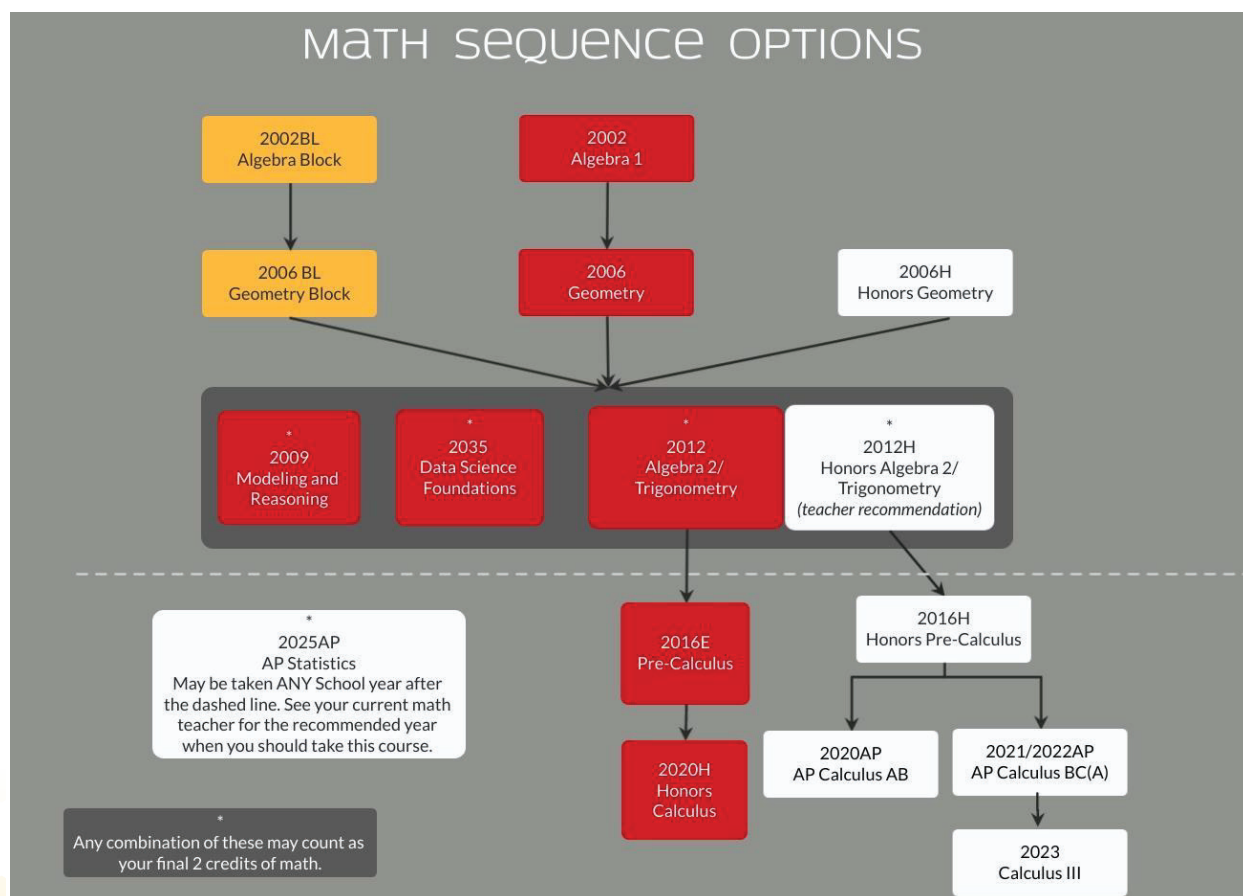 Math Sequence Options
2002BL
Algebra Block
2002
Algebra 1
2006 BL
Geometry Block
2006
Geometry
2006H
Honors Geometry
*
2009
Modeling and
Reasoning
*
2035
Data Science
Foundations
*
2012
Algebra 2/
Trigonometry
*
2012H
Honors Algebra 2/
Trigonometry
(teacher recommendation)
*
2025AP
AP Statistics
May be taken ANY School year after
the dashed line. See your current math
teacher for the recommended year
when you should take this course.
2016E
Pre-Calculus
2016H
Honors Pre-Calculus
2020H
Honors
Calculus
2020AP
AP Calculus AB
2021/2022AP
AP Calculus BC(A)
2023
Calculus III
*
Any combination of these may count as
your final 2 credits of math.